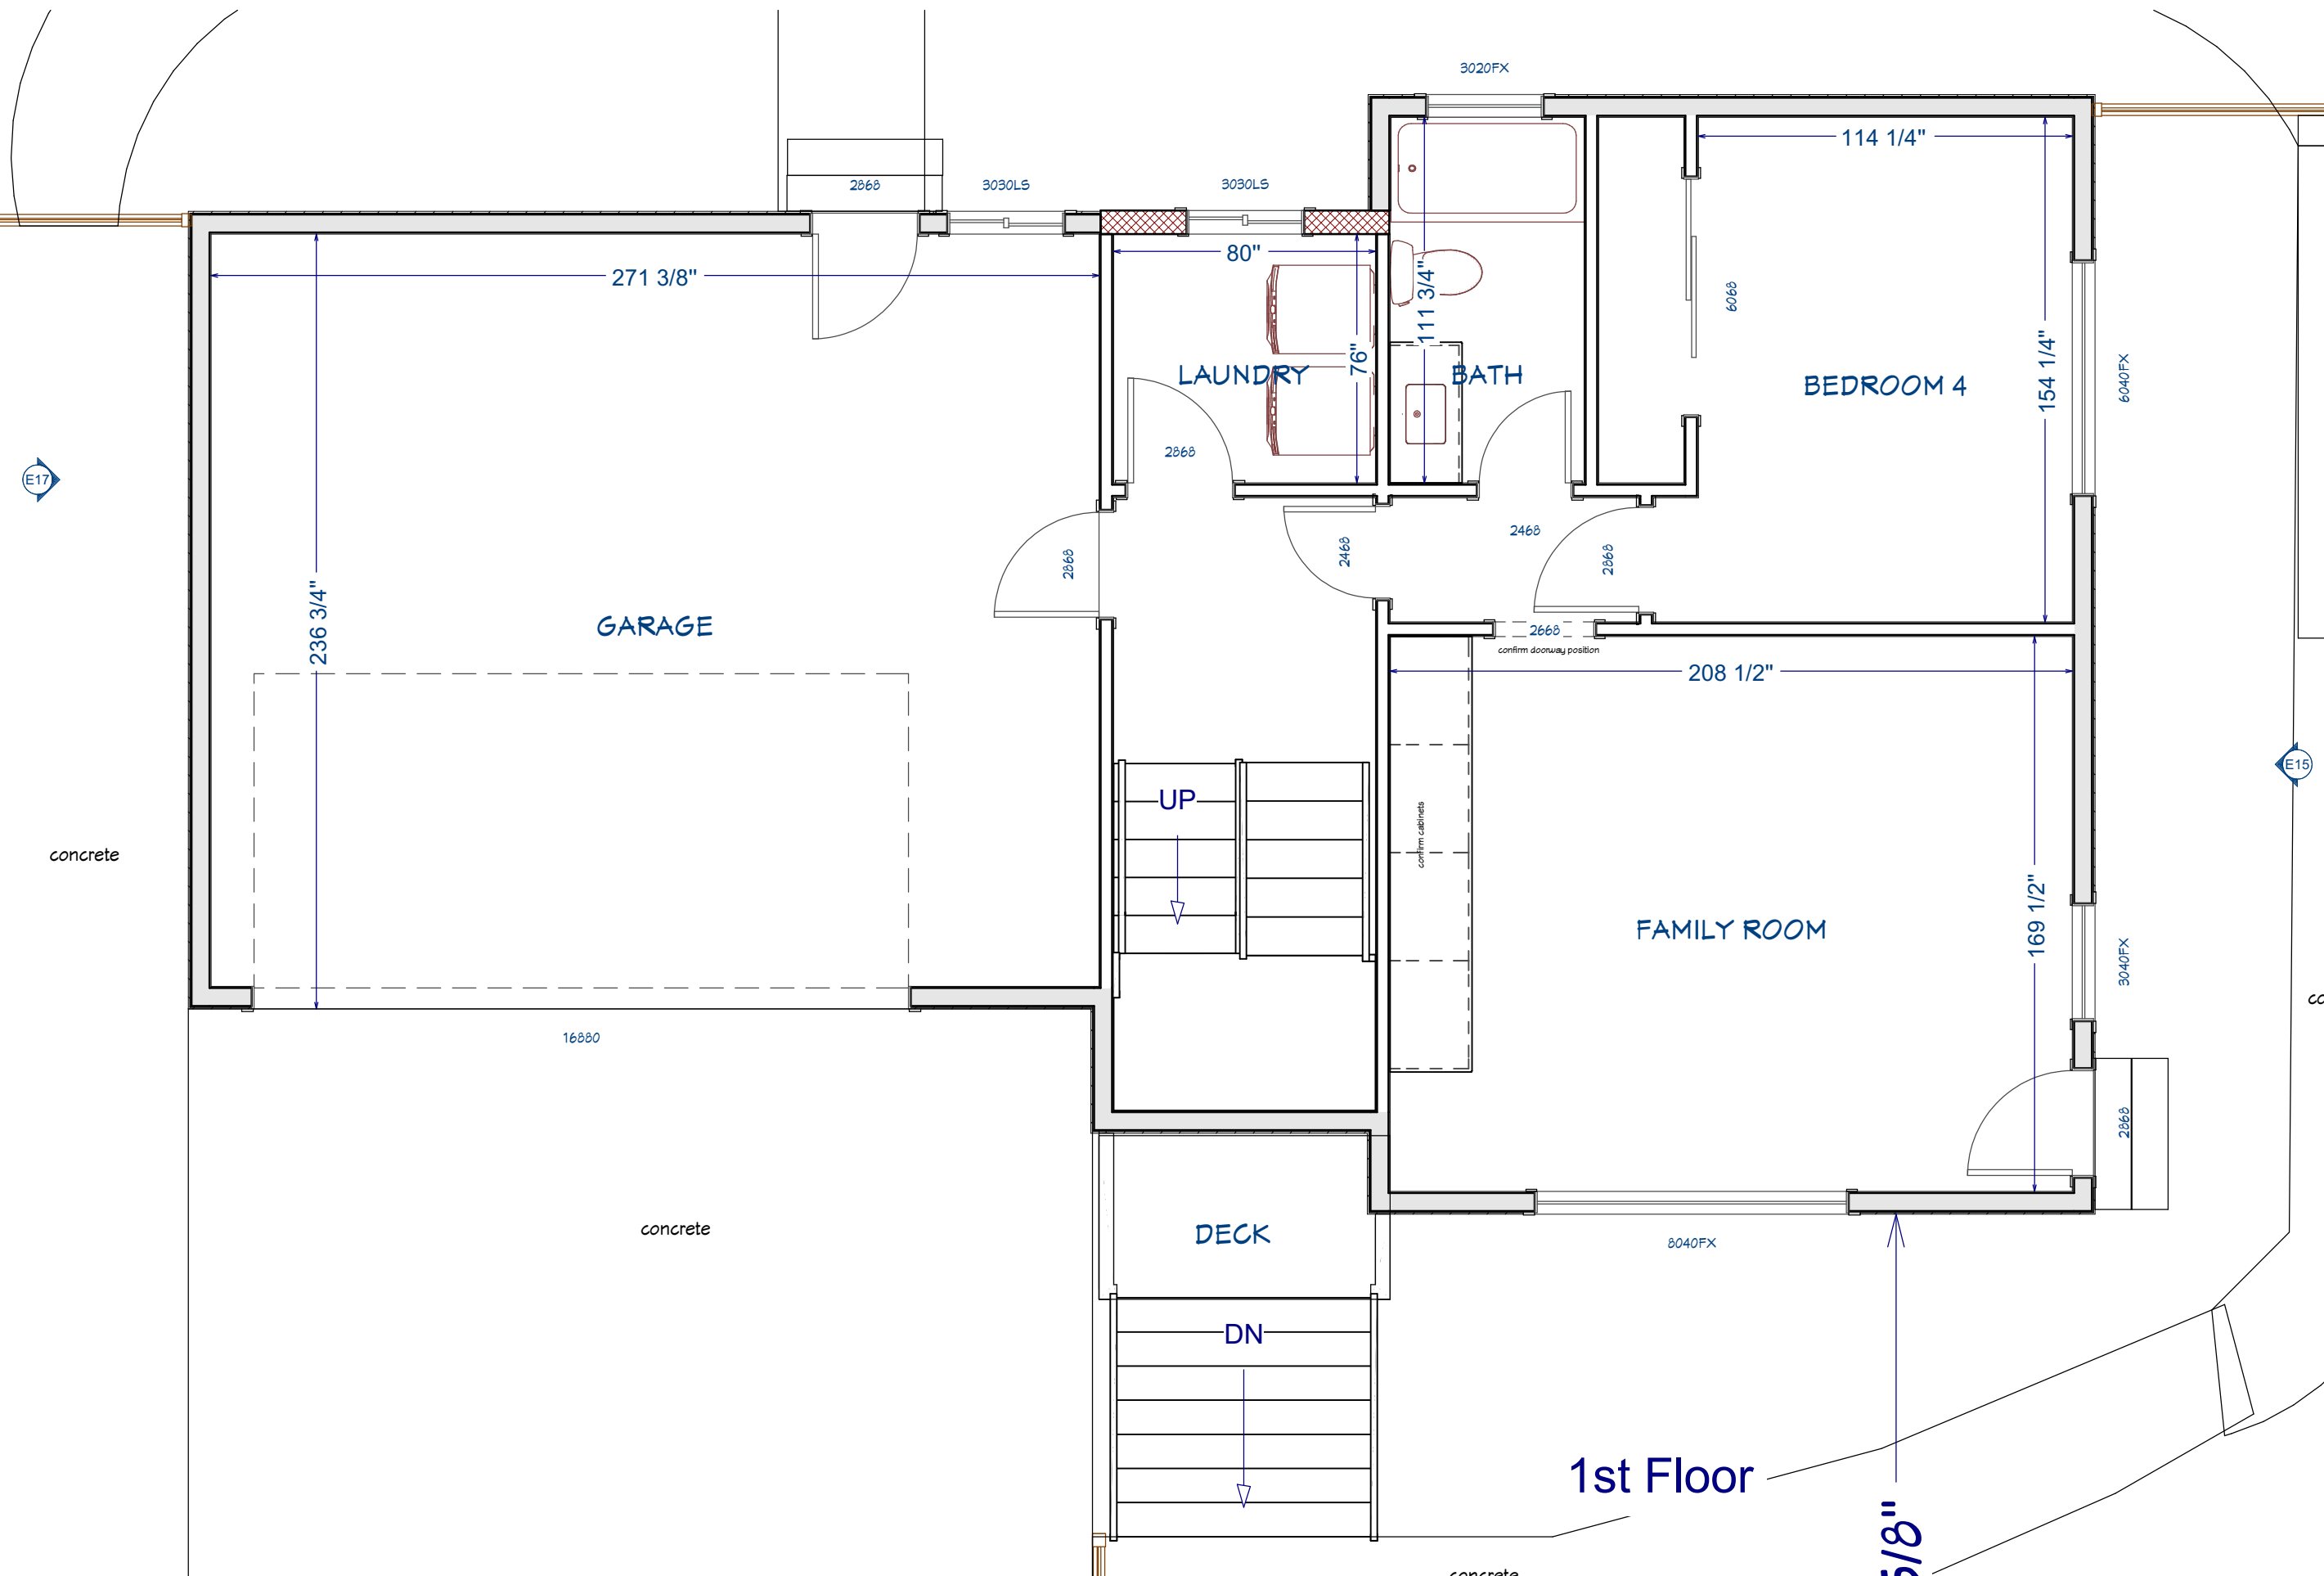 3020FX
114 1/4"
2868
3030LS
3030LS
80"
271 3/8"
111 3/4"
6068
76"
LAUNDRY
BATH
BEDROOM 4
154 1/4"
6040FX
2868
E17
2468
2468
2868
2868
236 3/4"
GARAGE
2668
confirm doorway position
208 1/2"
E15
UP
confirm cabinets
concrete
FAMILY ROOM
169 1/2"
3040FX
co
16880
2868
concrete
DECK
8040FX
DN
1st Floor
5/8"
concrete